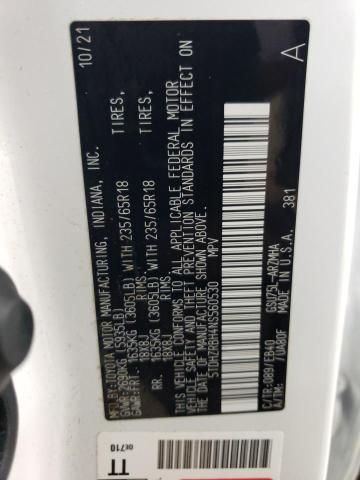 MFD.BY:TOYOTA MOTOR MANUFACTURING, INDIANA, INC. 10/21
GVWR:2690KG (5935LB)
GAWR:FRT. 1635KG (3605LB) WITH 235/65R18 TIRES,
18X8J RIMS,
RR. 1635KG (3605LB) WITH 235/65R18 TIRES,
18X8J RIMS.
THIS VEHICLE CONFORMS TO ALL APPLICABLE FEDERAL MOTOR
VEHICLE SAFETY AND THEFT PREVENTION STANDARDS IN EFFECT ON
THE DATE OF MANUFACTURE SHOWN ABOVE.
MPV
C/TR:089/EB40 GSU75L-ARZMHA
A/TM: /UA80F MADE IN U.S.A. 381 A
0E710
TT